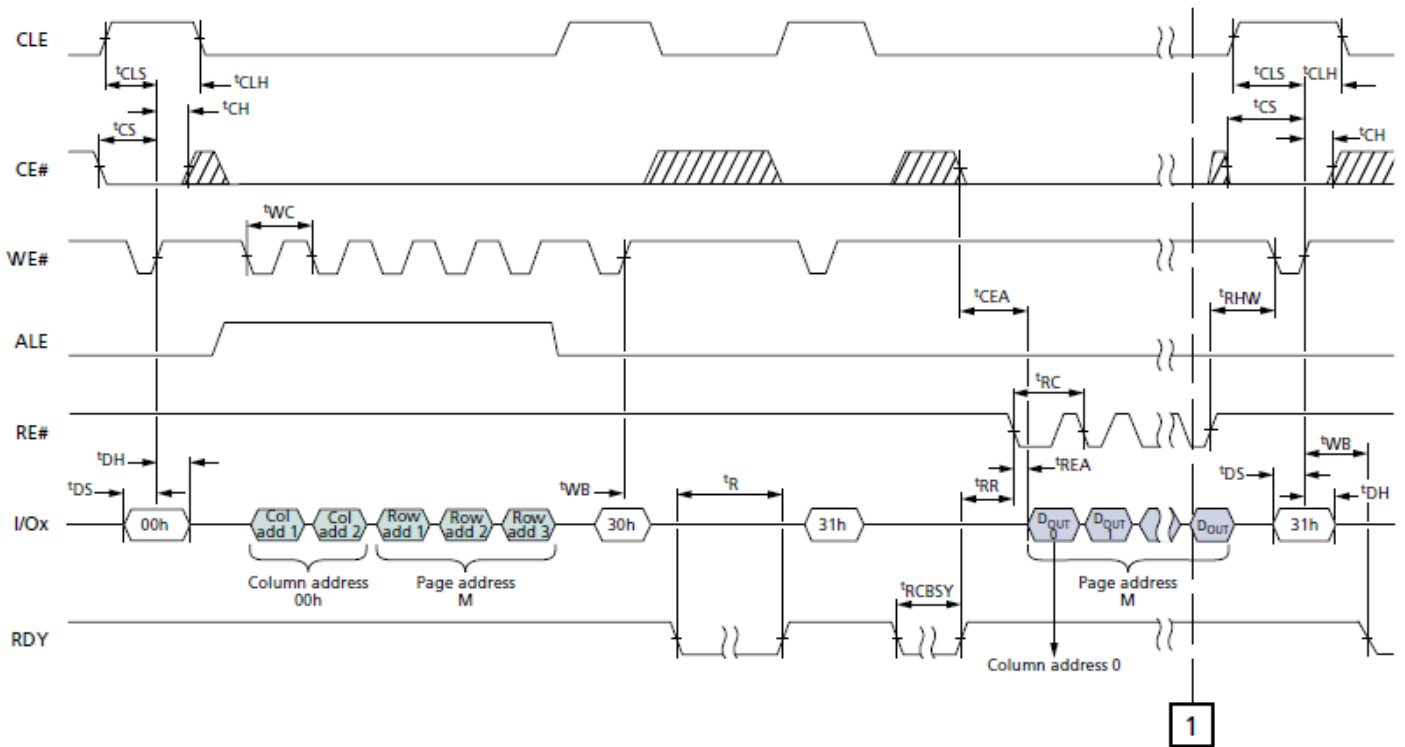 CLE
tCLS
tCLH
tCLS
tCLH
tCH
tCS
tCS
tCH
CE#
tWC
WE#
tCEA
tRHW
ALE
tRC
RE#
tDH
tREA
tWB
tDS
tWB
tR
tRR
tDS
tDH
I/Ox
00h
Col add 1
Col add 2
Row add 1
Row add 2
Row add 3
30h
31h
DOUT 0
DOUT 1
DOUT
31h
Column address
00h
Page address
M
tRCBSY
Page address
M
RDY
Column address 0
1